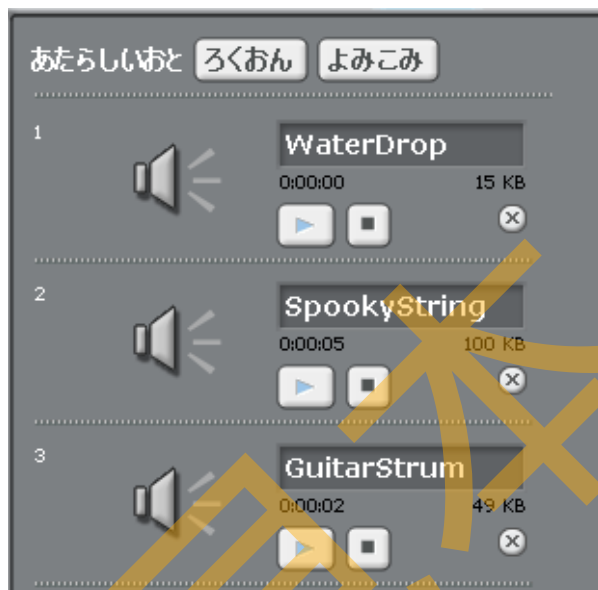 あたらしいおと ろくおん よみこみ
1
WaterDrop
0:00:00 15 KB
2
SpookyString
0:00:05 100 KB
3
GuitarStrum
0:00:02 49 KB